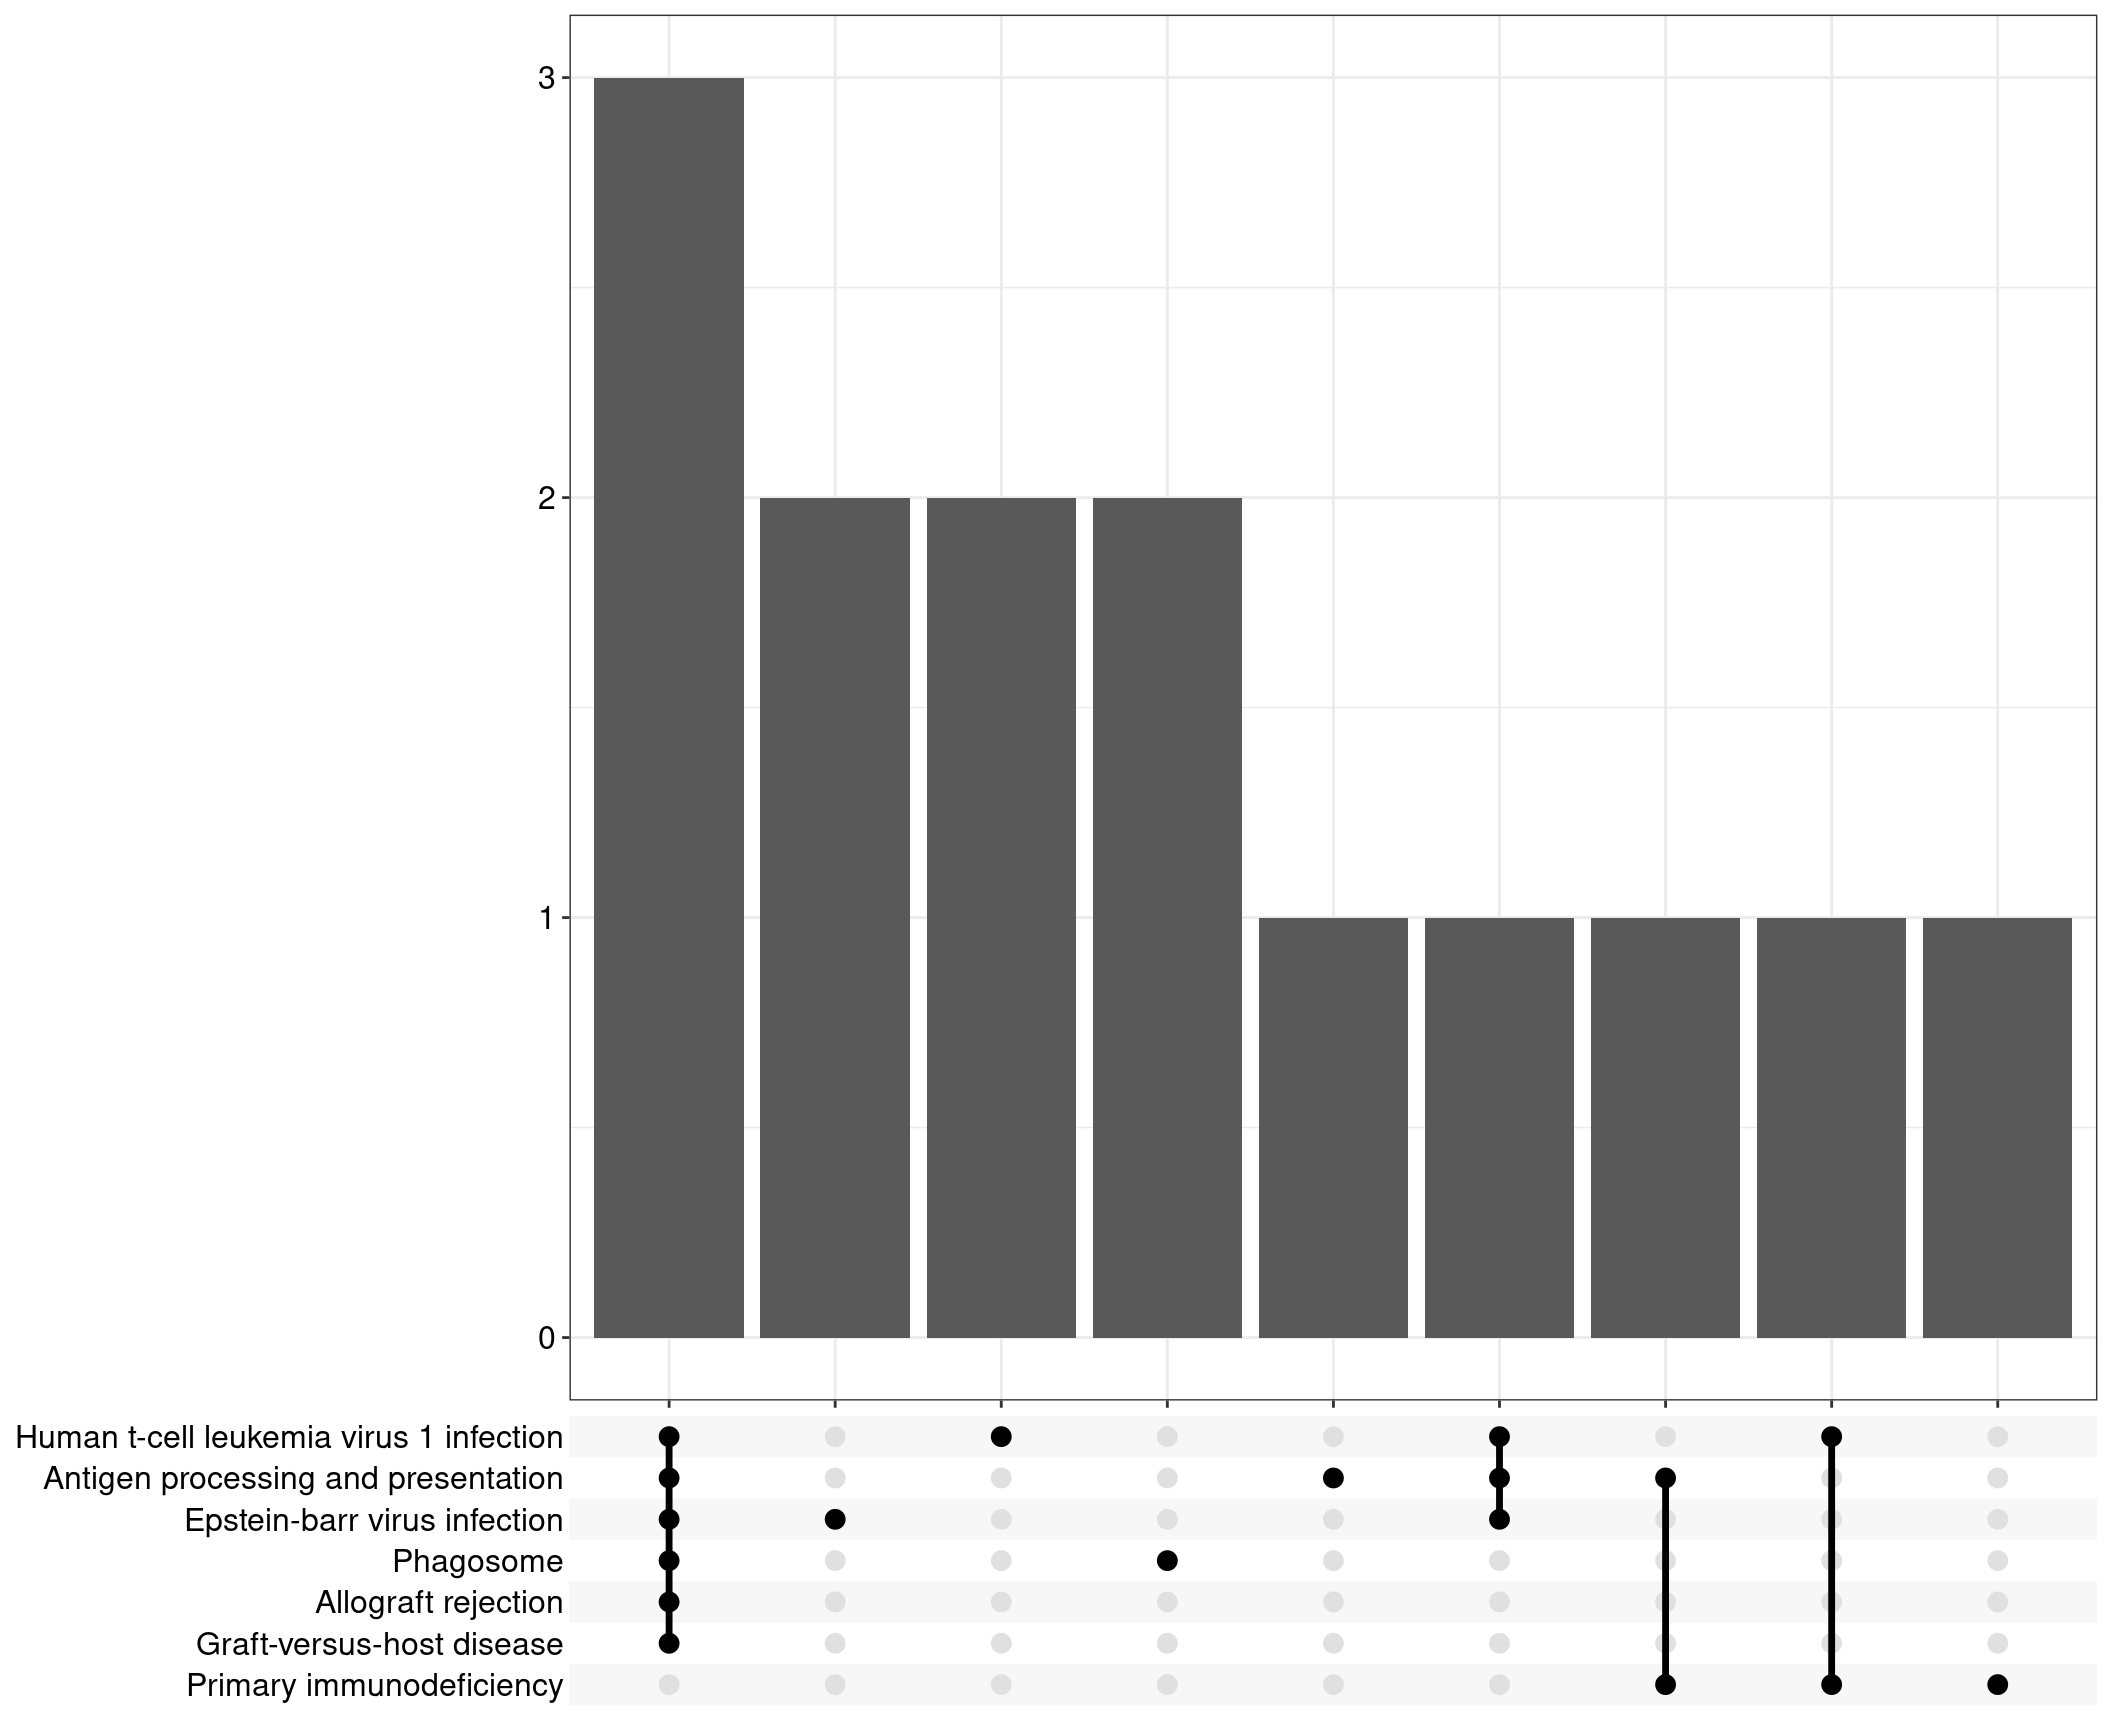 3
2
1
0
Human t-cell leukemia virus 1 infection
Antigen processing and presentation
Epstein-barr virus infection
Phagosome
Allograft rejection
Graft-versus-host disease
Primary immunodeficiency